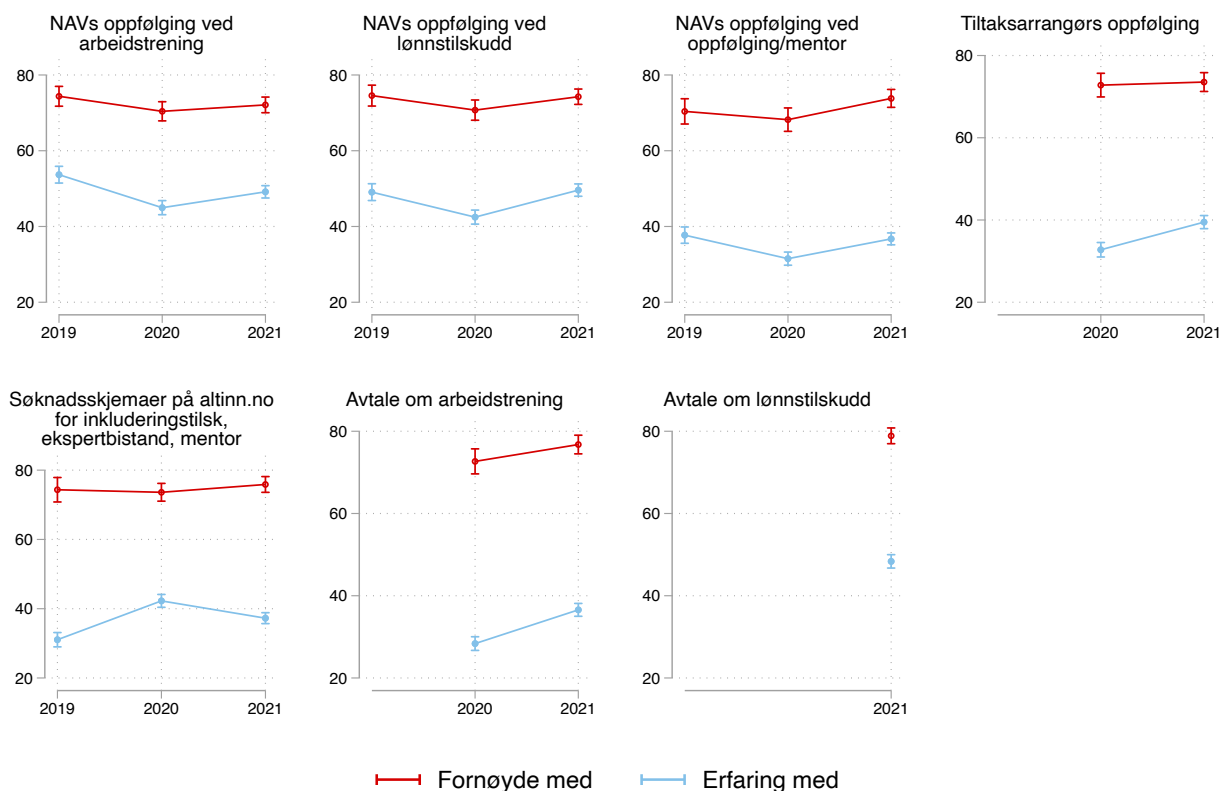 NAVs oppfølging ved
arbeidstrening
80
60
40
20
2019 2020 2021
NAVs oppfølging ved
lønnstilskudd
80
60
40
20
2019 2020 2021
NAVs oppfølging ved
oppfølging/mentor
80
60
40
20
2019 2020 2021
Tiltaksarrangørs oppfølging
80
60
40
20
2020 2021
Søknadsskjemaer på altinn.no
for inkluderingstilsk,
ekspertbistand, mentor
80
60
40
20
2019 2020 2021
Avtale om arbeidstrening
80
60
40
20
2020 2021
Avtale om lønnstilskudd
80
60
40
20
2021
Fornøyde med Erfaring med